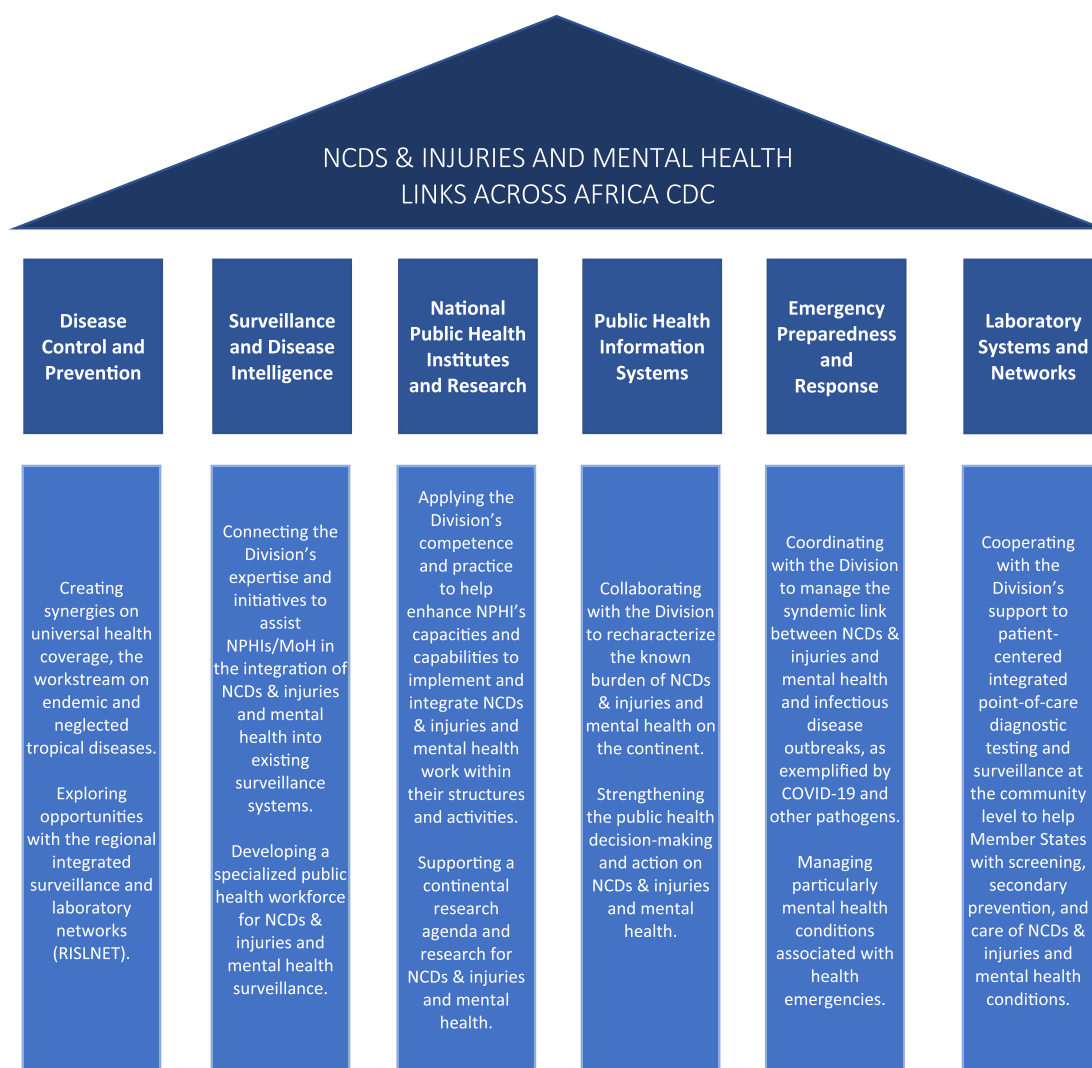 NCDS & INJURIES AND MENTAL HEALTH
LINKS ACROSS AFRICA CDC
Disease
Control and
Prevention
Surveillance
and Disease
Intelligence
National
Public Health
Institutes
and Research
Public Health
Information
Systems
Emergency
Preparedness
and
Response
Laboratory
Systems and
Networks
Creating
synergies on
universal health
coverage, the
workstream on
endemic and
neglected
tropical diseases.
Exploring
opportunities
with the regional
integrated
surveillance and
laboratory
networks
(RISLNET).
Connecting the
Division’s
expertise and
initiatives to
assist
NPHIs/MoH in
the integration of
NCDs & injuries
and mental
health into
existing
surveillance
systems.
Developing a
specialized public
health workforce
for NCDs &
injuries and
mental health
surveillance.
Applying the
Division’s
competence
and practice
to help
enhance NPHI’s
capacities and
capabilities to
implement and
integrate NCDs
& injuries and
mental health
work within
their structures
and activities.
Supporting a
continental
research
agenda and
research for
NCDs & injuries
and mental
health.
Collaborating
with the Division
to recharacterize
the known
burden of NCDs
& injuries and
mental health on
the continent.
Strengthening
the public health
decision-making
and action on
NCDs & injuries
and mental
health.
Coordinating
with the Division
to manage the
syndemic link
between NCDs &
injuries and
mental health
and infectious
disease
outbreaks, as
exemplified by
COVID-19 and
other pathogens.
Managing
particularly
mental health
conditions
associated with
health
emergencies.
Cooperating
with the
Division’s
support to
patient-
centered
integrated
point-of-care
diagnostic
testing and
surveillance at
the community
level to help
Member States
with screening,
secondary
prevention, and
care of NCDs &
injuries and
mental health
conditions.